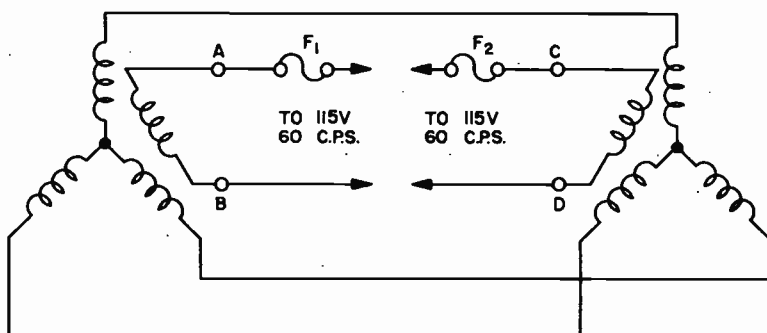 A F1 F2 C
TO 115V TO 115V
60 C.P.S. 60 C.P.S.
B D